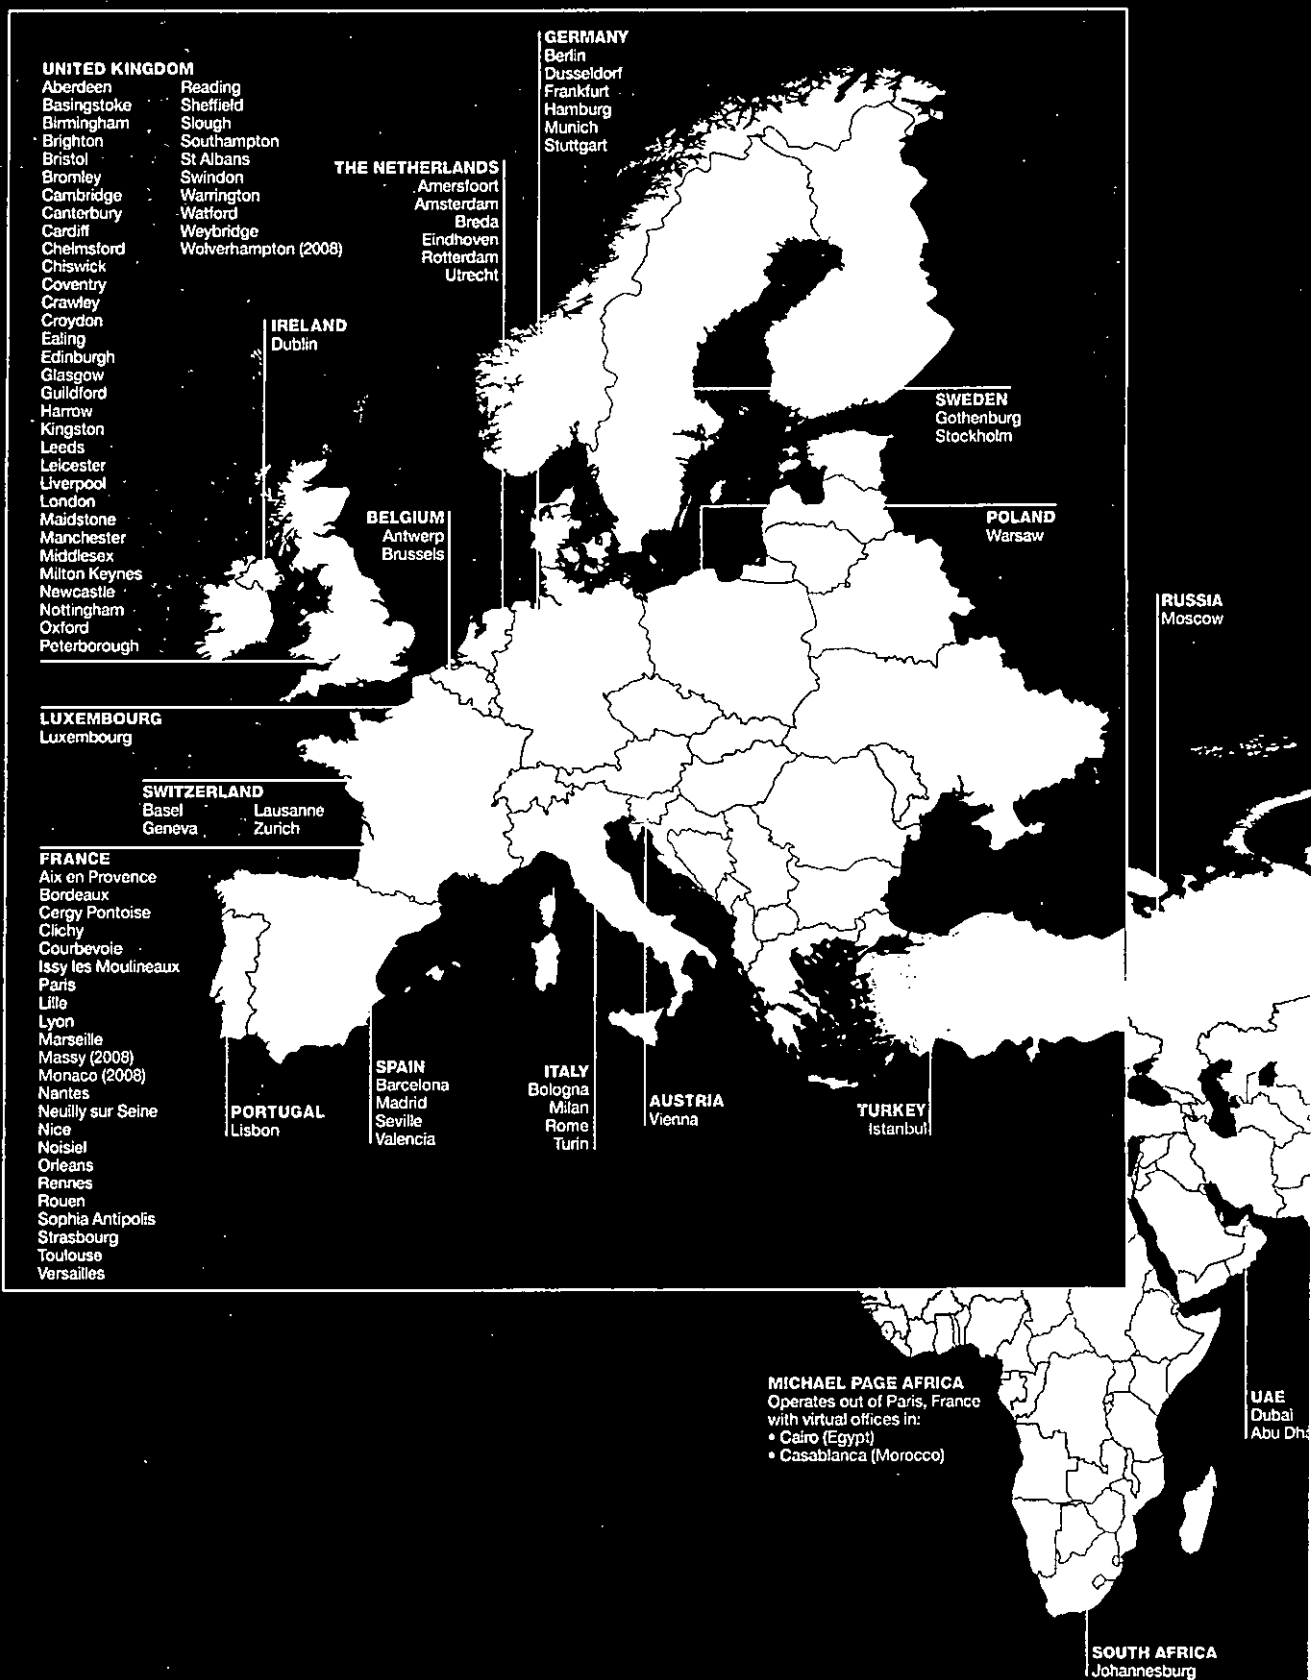 UNITED KINGDOM
Aberdeen
Basingstoke
Birmingham
Brighton
Bristol
Bromley
Cambridge
Canterbury
Cardiff
Chelmsford
Chiswick
Coventry
Crawley
Croydon
Ealing
Edinburgh
Glasgow
Guildford
Harrow
Kingston
Leeds
Leicester
Liverpool
London
Maidstone
Manchester
Middlesex
Milton Keynes
Newcastle
Nottingham
Oxford
Peterborough
Reading
Sheffield
Slough
Southampton
St Albans
Swindon
Warrington
Watford
Weybridge
Wolverhampton (2008)
IRELAND
Dublin
THE NETHERLANDS
Amersfoort
Amsterdam
Breda
Eindhoven
Rotterdam
Utrecht
GERMANY
Berlin
Dusseldorf
Frankfurt
Hamburg
Munich
Stuttgart
SWEDEN
Gothenburg
Stockholm
BELGIUM
Antwerp
Brussels
POLAND
Warsaw
RUSSIA
Moscow
LUXEMBOURG
Luxembourg
SWITZERLAND
Basel
Geneva
Lausanne
Zurich
FRANCE
Aix en Provence
Bordeaux
Cergy Pontoise
Clichy
Courbevoie
Issy les Moulineaux
Paris
Lille
Lyon
Marseille
Massy (2008)
Monaco (2008)
Nantes
Neuilly sur Seine
Nice
Noisiel
Orleans
Rennes
Rouen
Sophia Antipolis
Strasbourg
Toulouse
Versailles
PORTUGAL
Lisbon
SPAIN
Barcelona
Madrid
Seville
Valencia
ITALY
Bologna
Milan
Rome
Turin
AUSTRIA
Vienna
TURKEY
Istanbul
MICHAEL PAGE AFRICA
Operates out of Paris, France
with virtual offices in:
• Cairo (Egypt)
• Casablanca (Morocco)
UAE
Dubai
Abu Dha
SOUTH AFRICA
Johannesburg